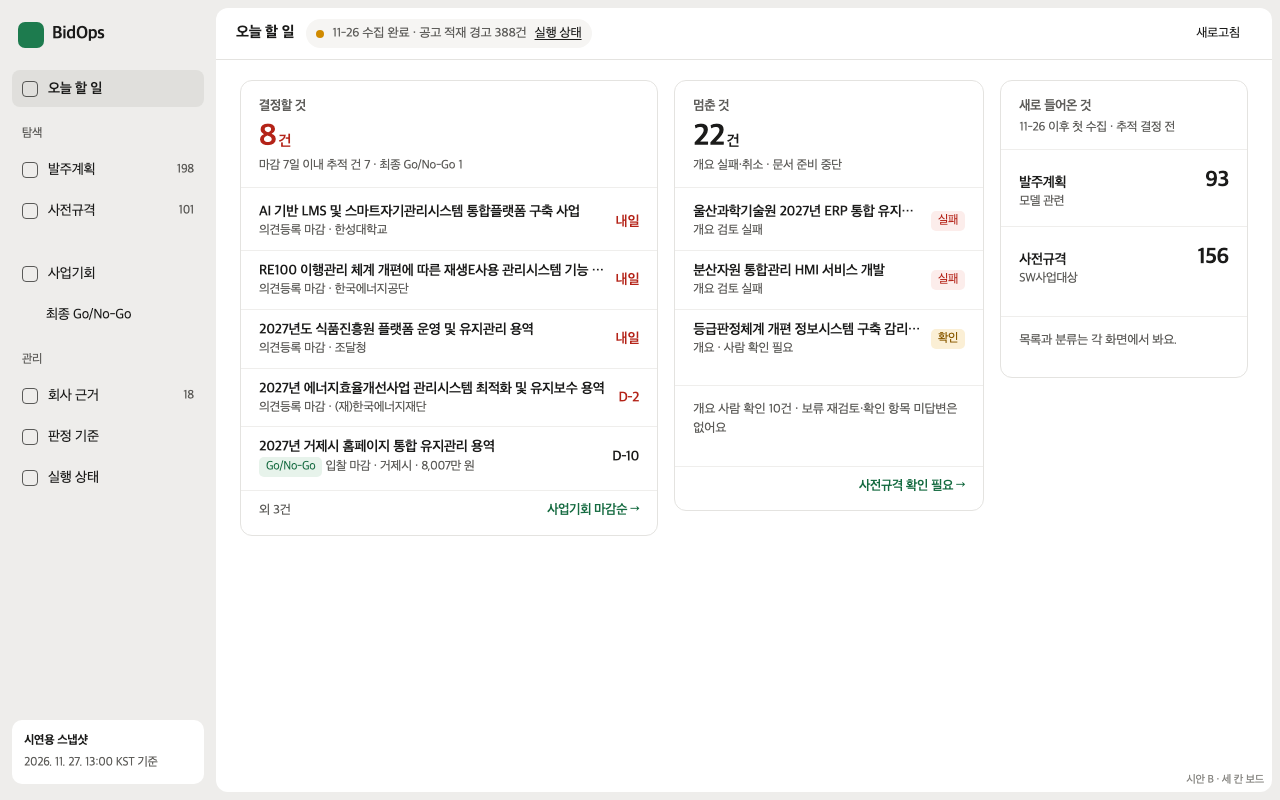 BidOps
오늘 할 일
탐색
발주계획 198
사전규격 101
사업기회
최종 Go/No-Go
관리
회사 근거 18
판정 기준
실행 상태
시연용 스냅샷
2026. 11. 27. 13:00 KST 기준
오늘 할 일 11-26 수집 완료 · 공고 적재 경고 388건 실행 상태 새로고침
결정할 것
8건
마감 7일 이내 추적 건 7 · 최종 Go/No-Go 1
AI 기반 LMS 및 스마트자기관리시스템 통합플랫폼 구축 사업 내일
의견등록 마감 · 한성대학교
RE100 이행관리 체계 개편에 따른 재생E사용 관리시스템 기능 … 내일
의견등록 마감 · 한국에너지공단
2027년도 식품진흥원 플랫폼 운영 및 유지관리 용역 내일
의견등록 마감 · 조달청
2027년 에너지효율개선사업 관리시스템 최적화 및 유지보수 용역 D-2
의견등록 마감 · (재)한국에너지재단
2027년 거제시 홈페이지 통합 유지관리 용역 D-10
Go/No-Go 입찰 마감 · 거제시 · 8,007만 원
외 3건 사업기회 마감순 →
멈춘 것
22건
개요 실패·취소 · 문서 준비 중단
울산과학기술원 2027년 ERP 통합 유지… 실패
개요 검토 실패
분산자원 통합관리 HMI 서비스 개발 실패
개요 검토 실패
등급판정체계 개편 정보시스템 구축 감리… 확인
개요 · 사람 확인 필요
개요 사람 확인 10건 · 보류 재검토·확인 항목 미답변은
없어요
사전규격 확인 필요 →
새로 들어온 것
11-26 이후 첫 수집 · 추적 결정 전
발주계획 93
모델 관련
사전규격 156
SW사업대상
목록과 분류는 각 화면에서 봐요.
시안 B · 세 칸 보드